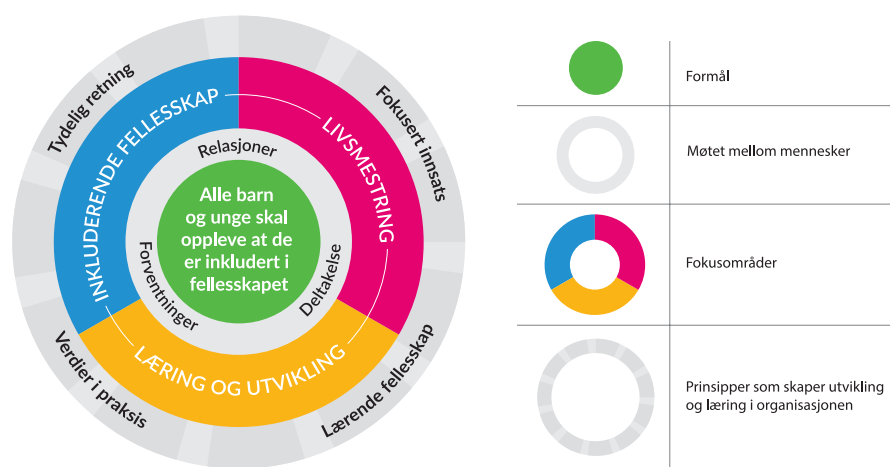 Tydelig retning
Fokusert innsats
INKLUDERENDE FELLESSKAP
LIVSMESTRING
Relasjoner
Alle barn
og unge skal
oppleve at de
er inkludert i
fellesskapet
Forventninger
Deltakelse
LÆRING OG UTVIKLING
Verdier i praksis
Lærende fellesskap
Formål
Møtet mellom mennesker
Fokusområder
Prinsipper som skaper utvikling
og læring i organisasjonen